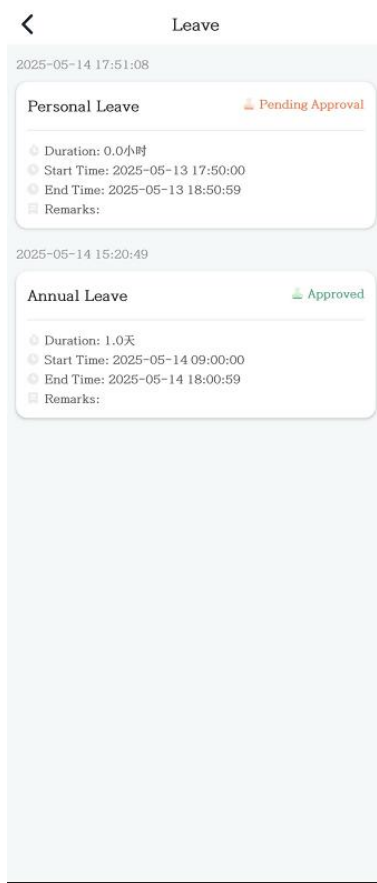 Leave
2025-05-14 17:51:08
Personal Leave
Pending Approval
Duration: 0.0小时
Start Time: 2025-05-13 17:50:00
End Time: 2025-05-13 18:50:59
Remarks:
2025-05-14 15:20:49
Annual Leave
Approved
Duration: 1.0天
Start Time: 2025-05-14 09:00:00
End Time: 2025-05-14 18:00:59
Remarks: